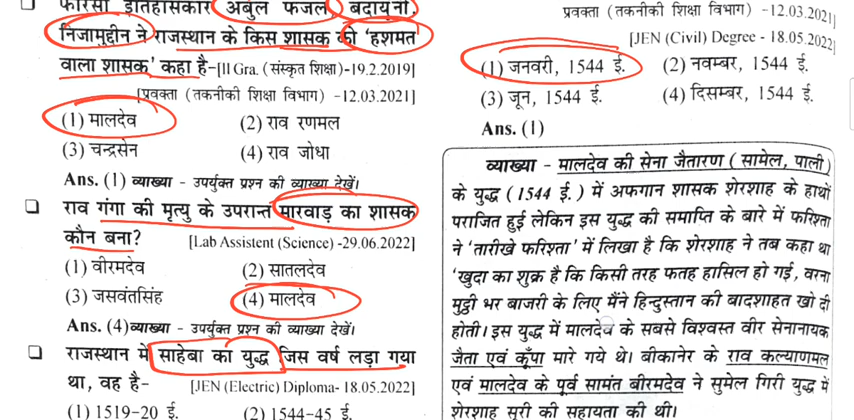 फारसी इतिहासकार अबुल फजल, बदायूनी,
निजामुद्दीन ने राजस्थान के किस शासक को 'हशमत
वाला शासक' कहा है-[II Gra. (संस्कृत शिक्षा)-19.2.2019]
[प्रवक्ता (तकनीकी शिक्षा विभाग) -12.03.2021]
(1) मालदेव (2) राव रणमल
(3) चन्द्रसेन (4) राव जोधा
Ans. (1) व्याख्या - उपर्युक्त प्रश्न की व्याख्या देखें।
राव गंगा की मृत्यु के उपरान्त मारवाड़ का शासक
कौन बना? [Lab Assistent (Science) -29.06.2022]
(1) वीरमदेव (2) सातलदेव
(3) जसवंतसिंह (4) मालदेव
Ans. (4)व्याख्या - उपर्युक्त प्रश्न की व्याख्या देखें।
राजस्थान में साहेबा का युद्ध जिस वर्ष लड़ा गया
था, वह है- [JEN (Electric) Diploma- 18.05.2022]
(1) 1519-20 ई. (2) 1544-45 ई.
प्रवक्ता (तकनीकी शिक्षा विभाग) -12.03.2021]
[JEN (Civil) Degree - 18.05.2022]
(1) जनवरी, 1544 ई. (2) नवम्बर, 1544 ई.
(3) जून, 1544 ई. (4) दिसम्बर, 1544 ई.
Ans. (1)
व्याख्या - मालदेव की सेना जैतारण (सामेल, पाली)
के युद्ध (1544 ई.) में अफगान शासक शेरशाह के हाथों
पराजित हुई लेकिन इस युद्ध की समाप्ति के बारे में फरिश्ता
ने 'तारीखे फरिश्ता' में लिखा है कि शेरशाह ने तब कहा था
'खुदा का शुक्र है कि किसी तरह फतह हासिल हो गई, वरना
मुट्ठी भर बाजरी के लिए मैंने हिन्दुस्तान की बादशाहत खो दी
होती। इस युद्ध में मालदेव के सबसे विश्वस्त वीर सेनानायक
जैता एवं कूँपा मारे गये थे। बीकानेर के राव कल्याणमल
एवं मालदेव के पूर्व सामंत बीरमदेव ने सुमेल गिरी युद्ध में
शेरशाह सूरी की सहायता की थी।